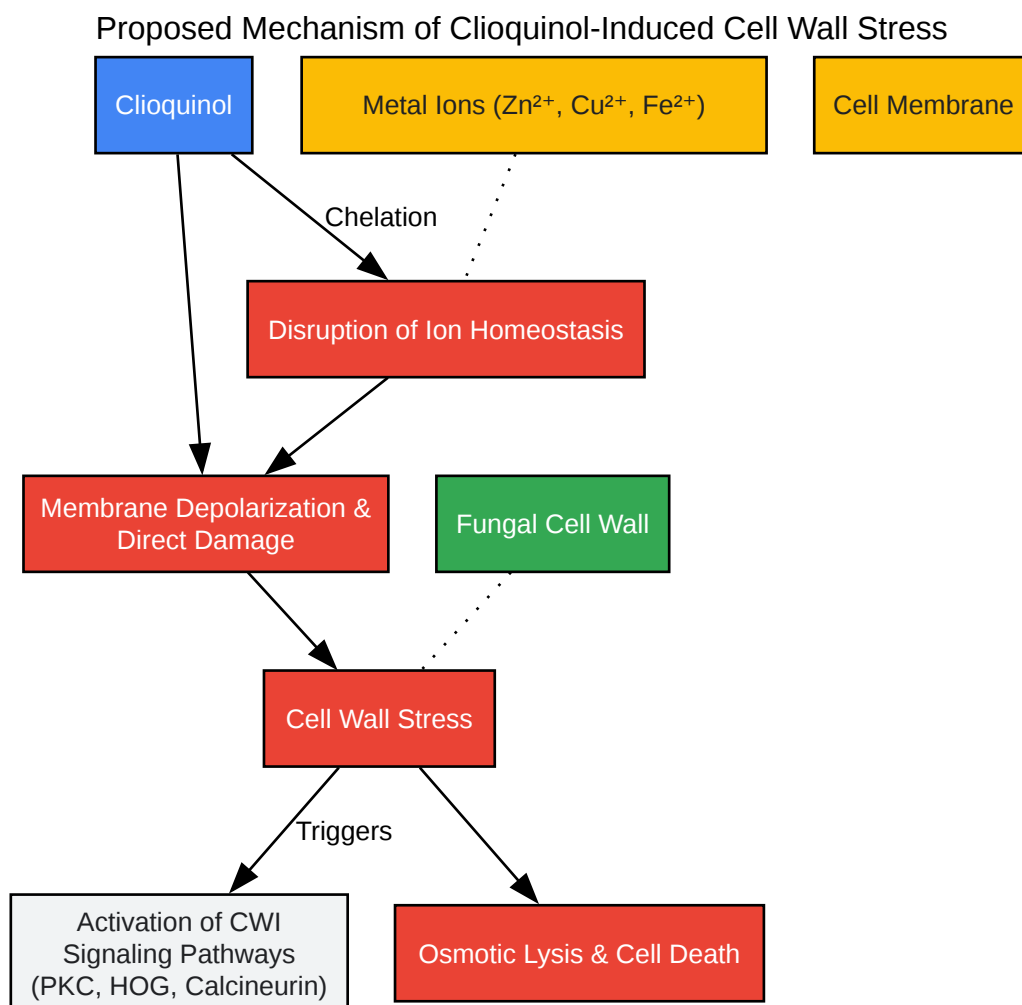 Proposed Mechanism of Clioquinol-Induced Cell Wall Stress
Clioquinol
Metal Ions (Zn²⁺, Cu²⁺, Fe²⁺)
Cell Membrane
Chelation
Disruption of Ion Homeostasis
Membrane Depolarization &
Direct Damage
Fungal Cell Wall
Cell Wall Stress
Triggers
Activation of CWI
Signaling Pathways
(PKC, HOG, Calcineurin)
Osmotic Lysis & Cell Death